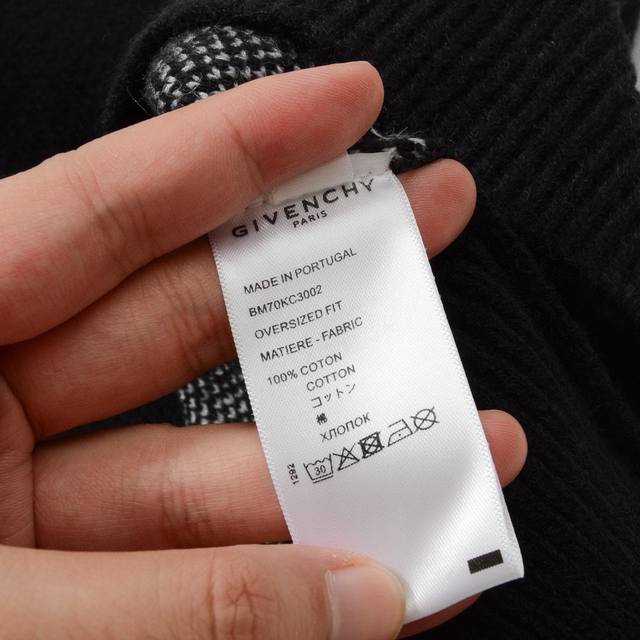 GIVENCHY
PARIS
MADE IN PORTUGAL
BM70KC3002
OVERSIZED FIT
MATIERE - FABRIC
100% COTON
COTTON
コットン
棉
ХЛОПОК
1292
30